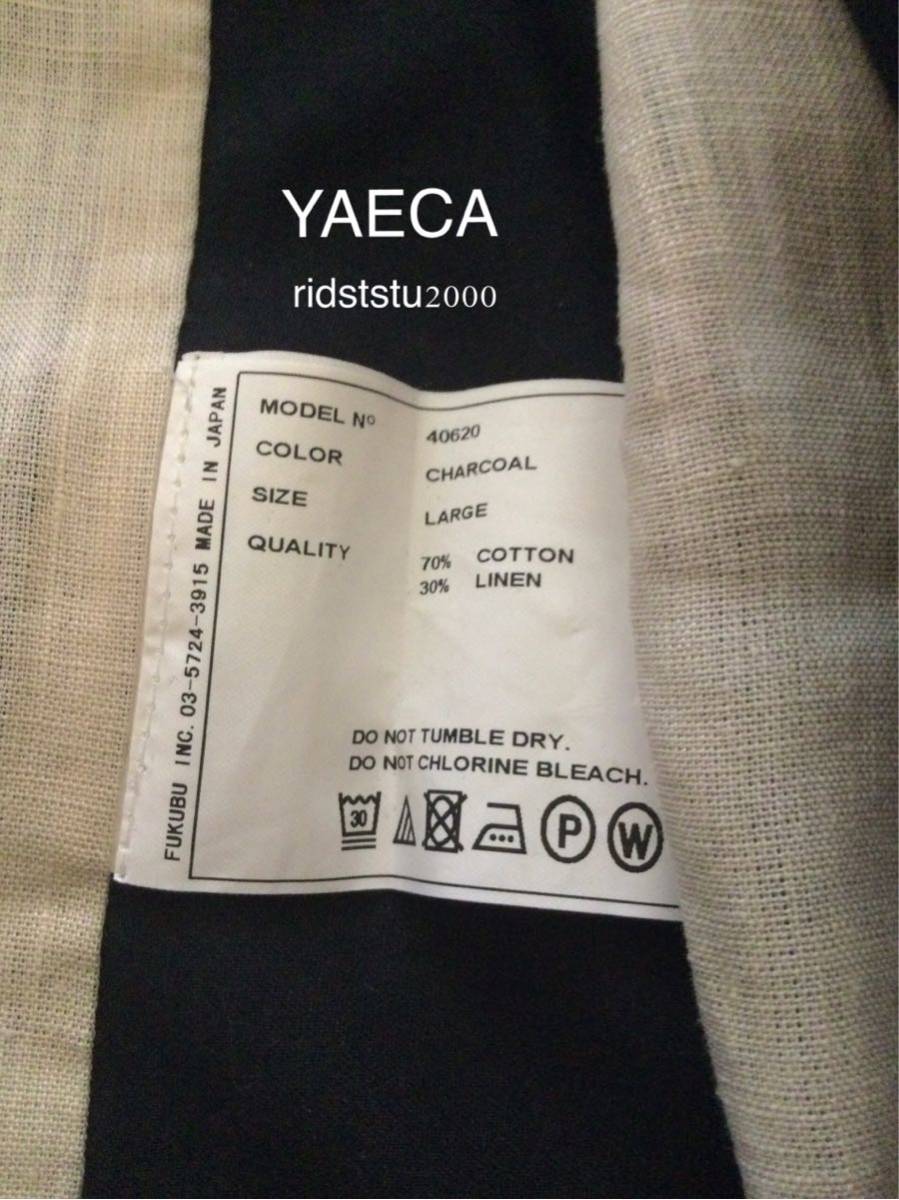 YAECA
ridststu2000
MODEL Nº 40620
COLOR CHARCOAL
SIZE LARGE
QUALITY 70% COTTON
30% LINEN
DO NOT TUMBLE DRY.
DO NOT CHLORINE BLEACH.
30 P W
FUKUBU INC. 03-5724-3915 MADE IN JAPAN